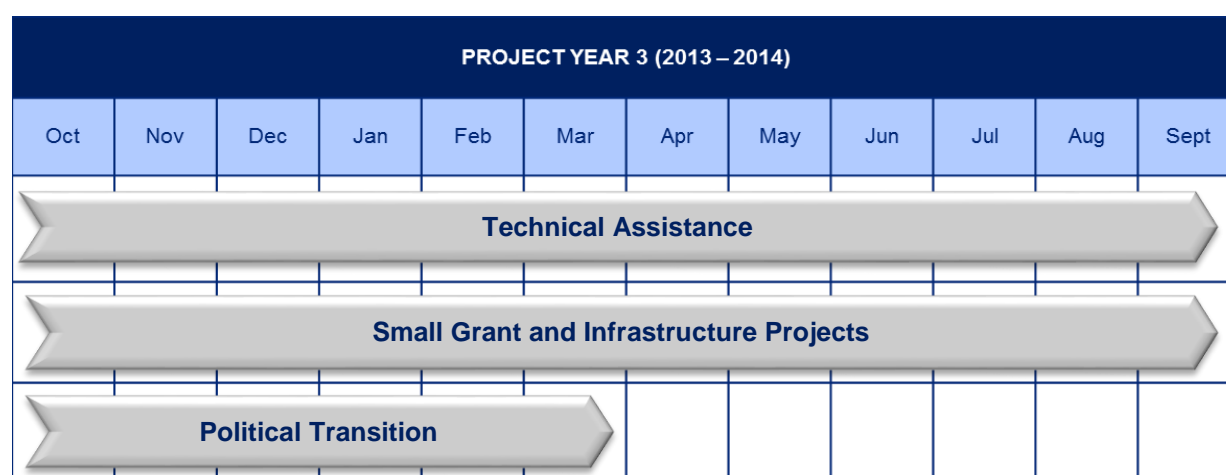 PROJECT YEAR 3 (2013 – 2014)
Oct Nov Dec Jan Feb Mar Apr May Jun Jul Aug Sept
Technical Assistance
Small Grant and Infrastructure Projects
Political Transition